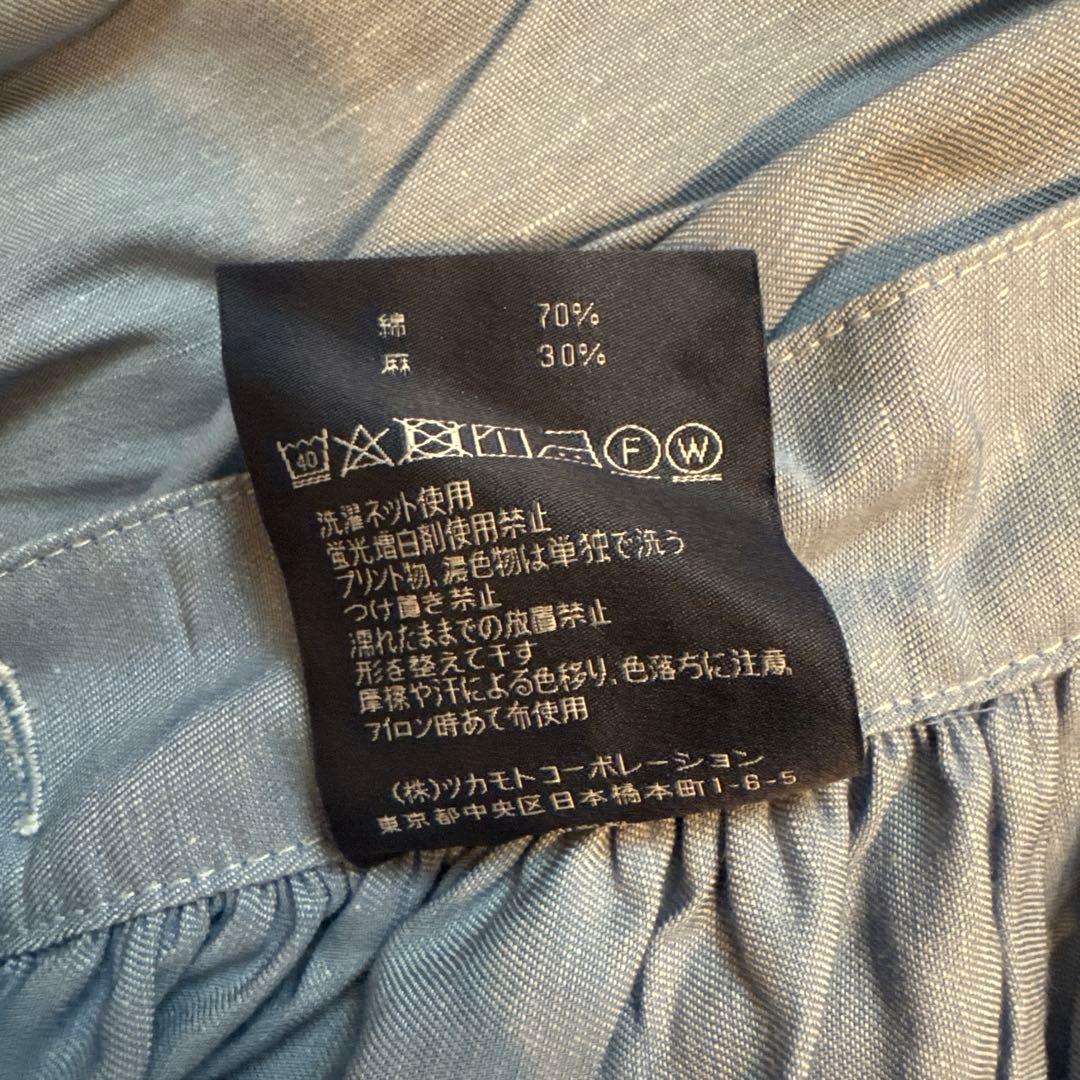 綿 70%
麻 30%
40 F W
洗濯ネット使用
蛍光増白剤使用禁止
プリント物、濃色物は単独で洗う
つけ置き禁止
濡れたままでの放置禁止
形を整えて干す
摩擦や汗による色移り、色落ちに注意
アイロン時あて布使用
(株)ツカモトコーポレーション
東京都中央区日本橋本町1-6-5